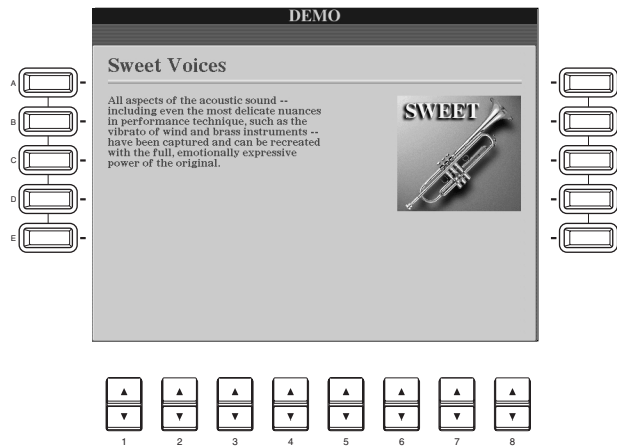 DEMO
Sweet Voices
A
B
C
D
E
All aspects of the acoustic sound --
including even the most delicate nuances
in performance technique, such as the
vibrato of wind and brass instruments --
have been captured and can be recreated
with the full, emotionally expressive
power of the original.
SWEET
1 2 3 4 5 6 7 8